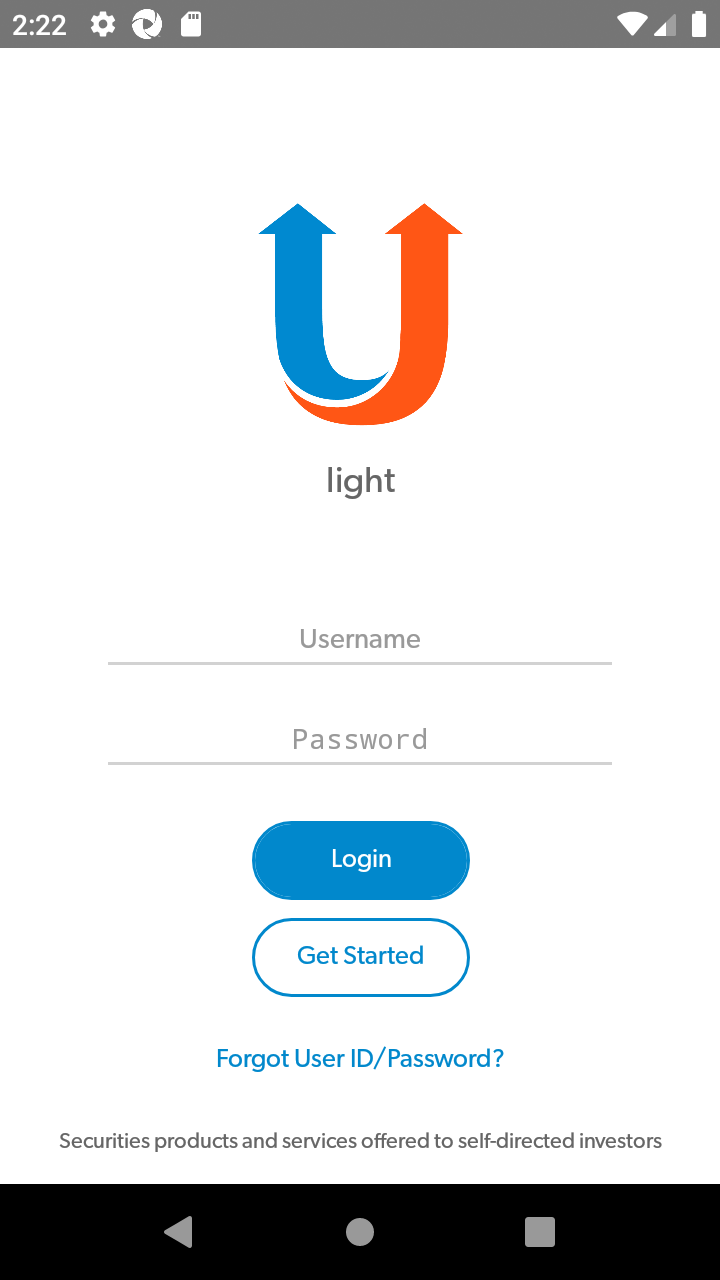 2:22
light
Username
Password
Login
Get Started
Forgot User ID/Password?
Securities products and services offered to self-directed investors